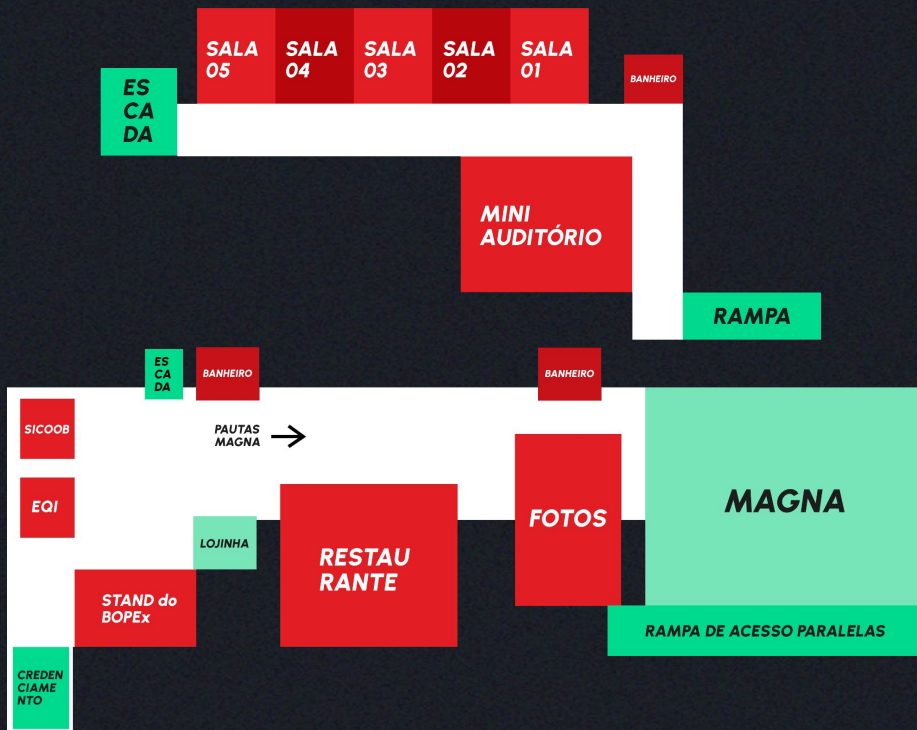 SALA
05
SALA
04
SALA
03
SALA
02
SALA
01
BANHEIRO
ES
CA
DA
MINI
AUDITÓRIO
RAMPA
ES
CA
DA
BANHEIRO
BANHEIRO
SICOOB
PAUTAS
MAGNA
EQI
MAGNA
FOTOS
LOJINHA
RESTAU
RANTE
STAND do
BOPEx
RAMPA DE ACESSO PARALELAS
CREDEN
CIAME
NTO